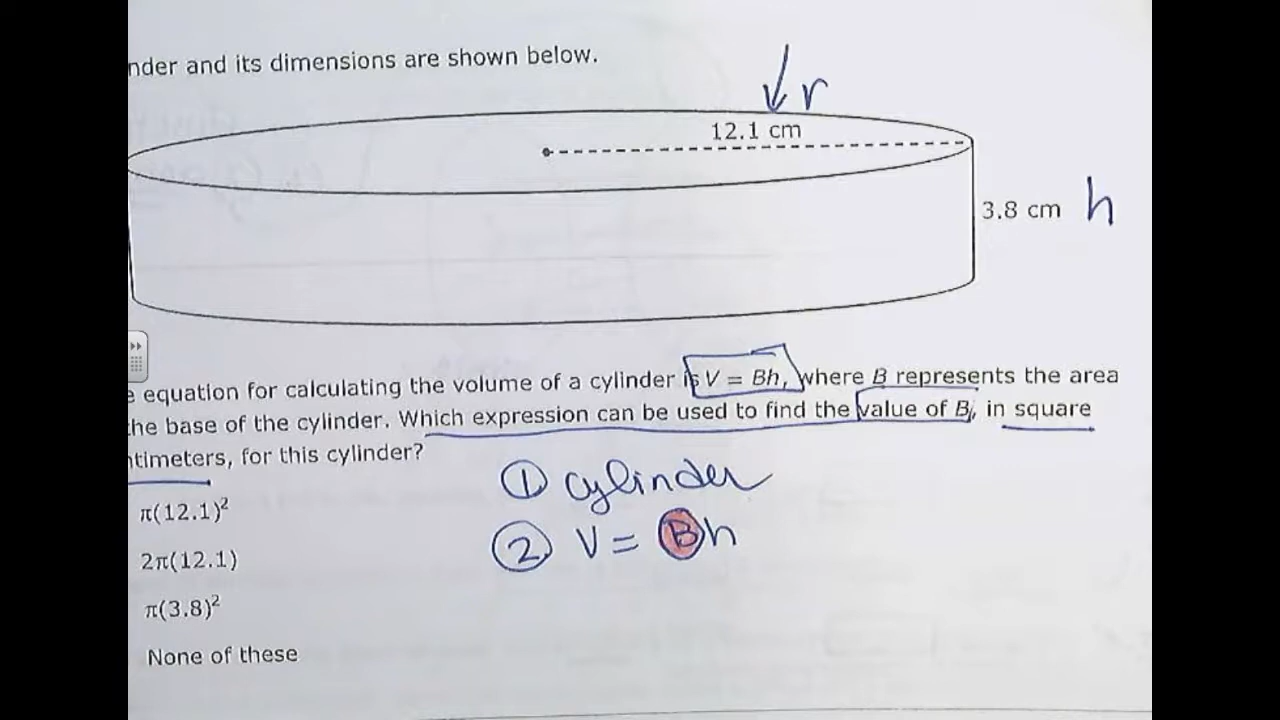 nder and its dimensions are shown below.
r
12.1 cm
3.8 cm h
e equation for calculating the volume of a cylinder is V = Bh, where B represents the area
the base of the cylinder. Which expression can be used to find the value of B, in square
ntimeters, for this cylinder?
① cylinder
π(12.1)²
② V = Bh
2π(12.1)
π(3.8)²
None of these